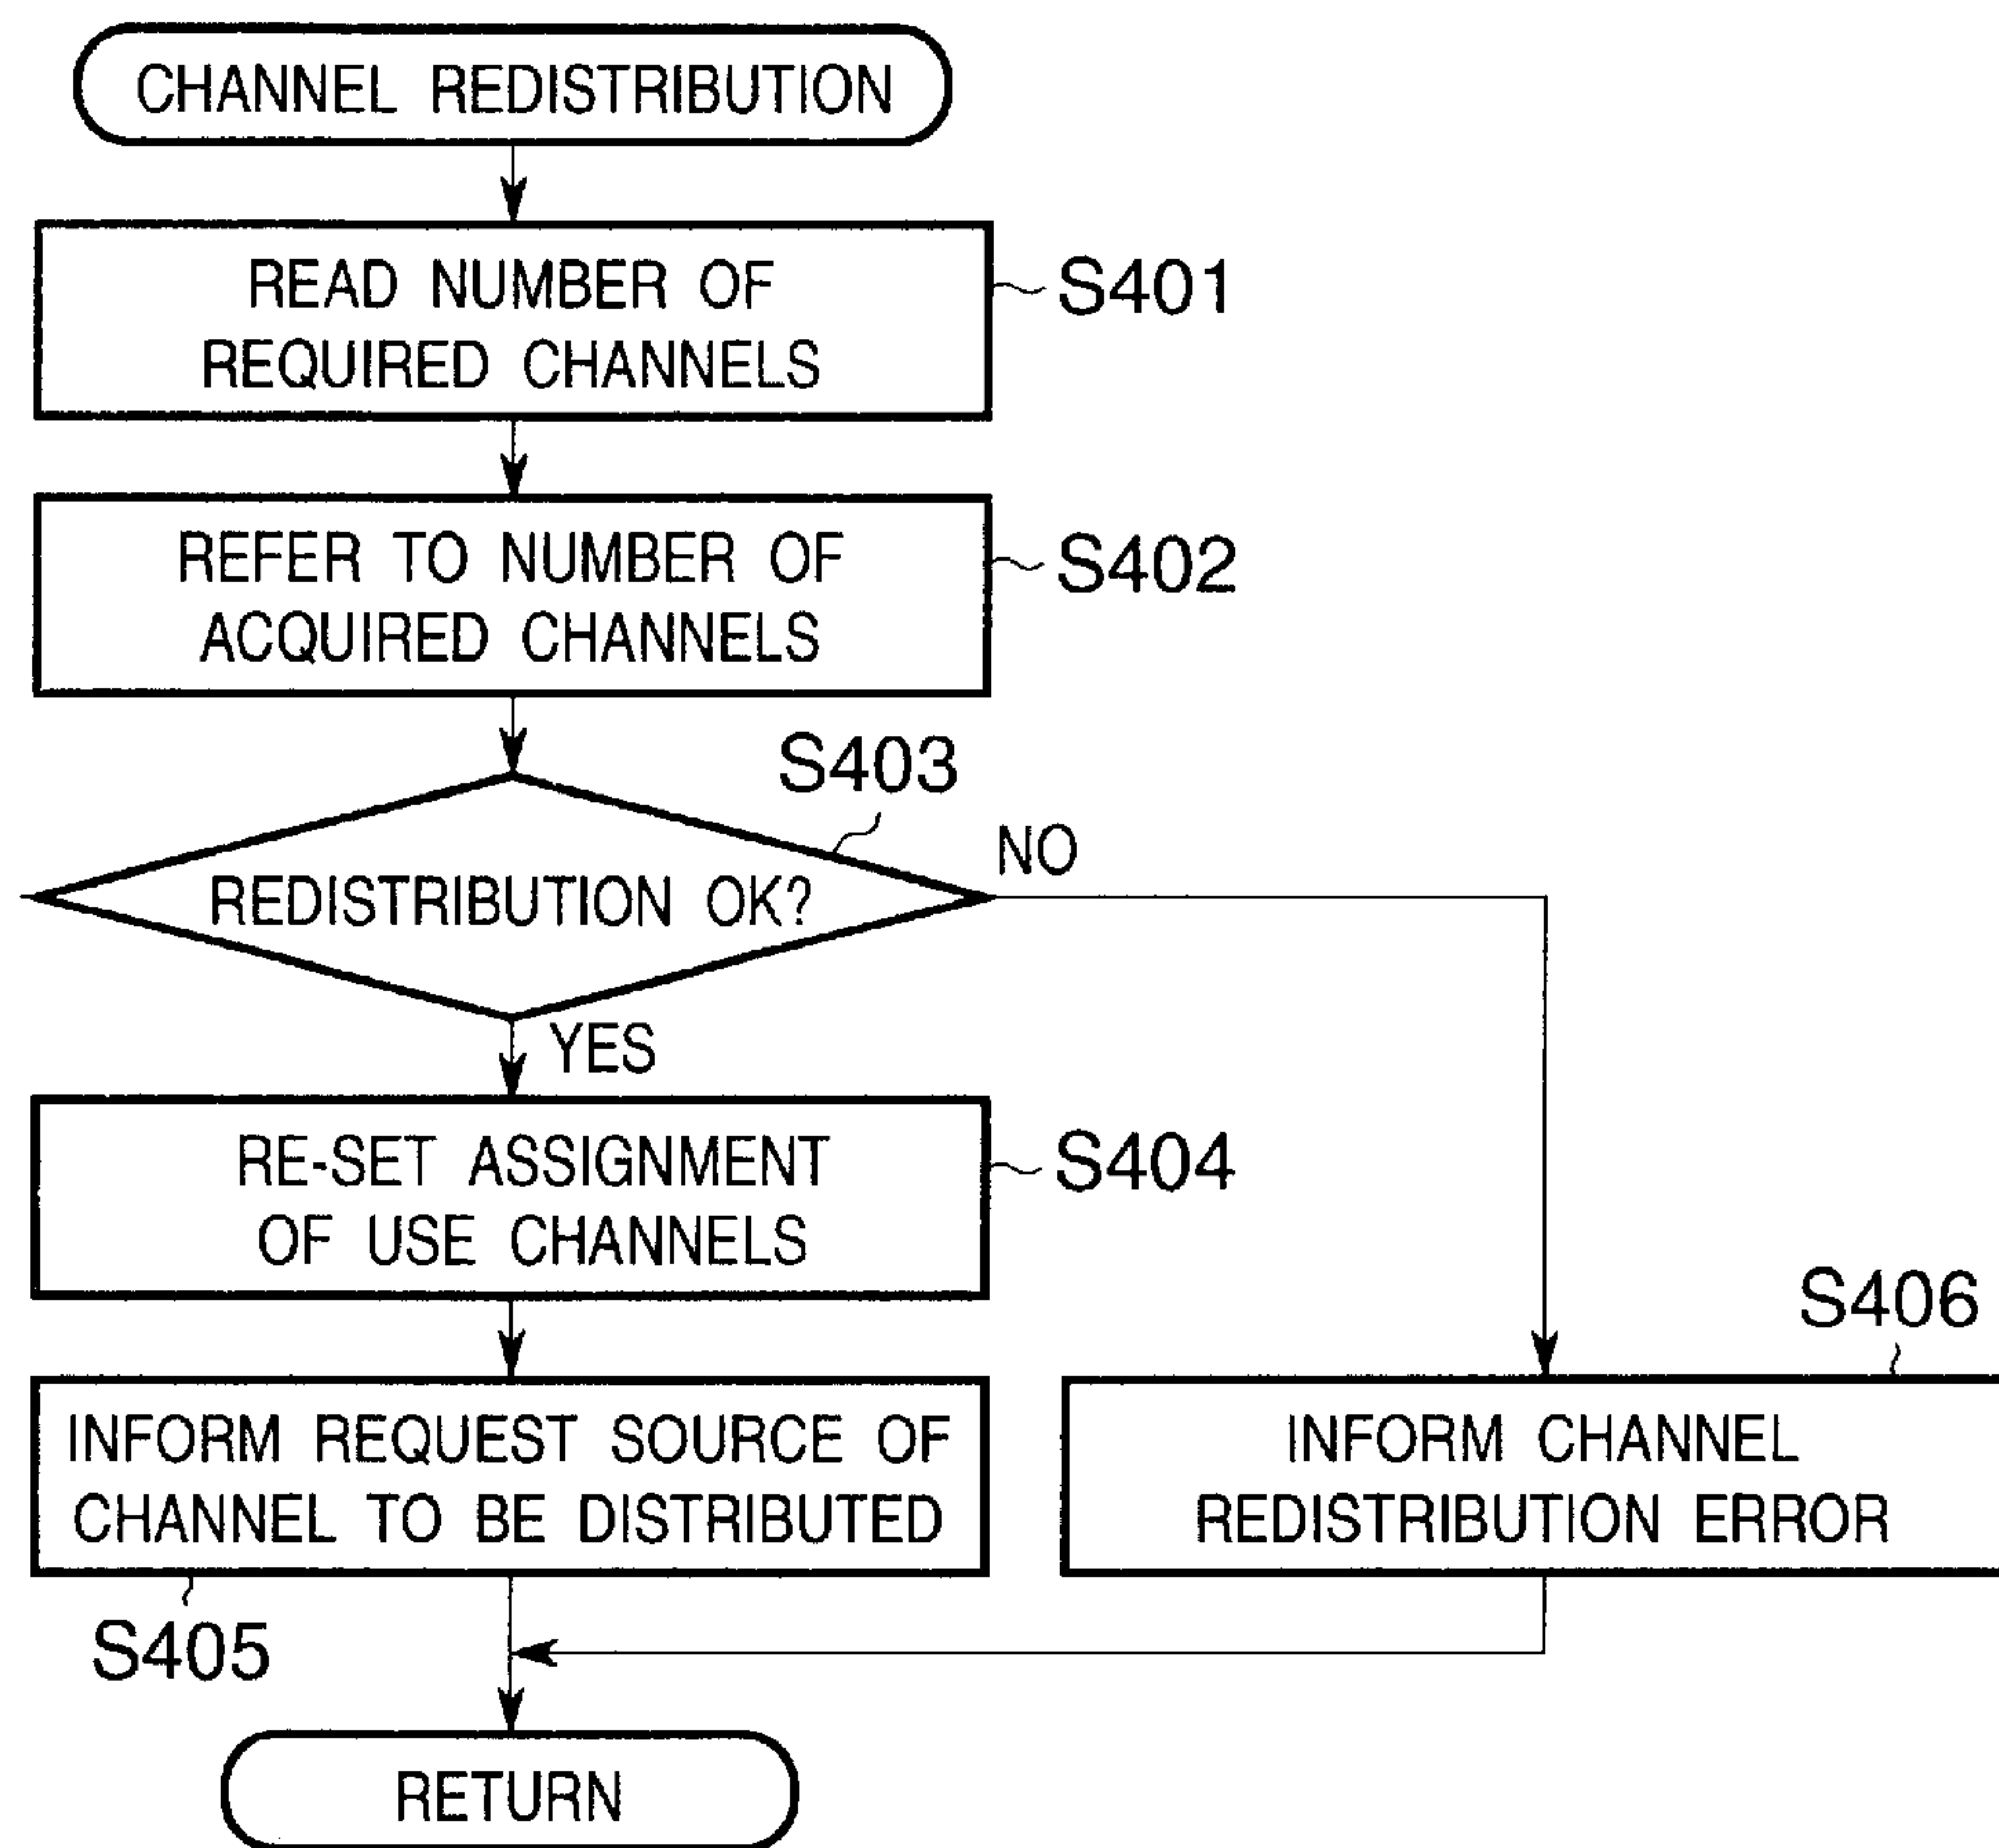 CHANNEL REDISTRIBUTION
READ NUMBER OF
REQUIRED CHANNELS
S401
REFER TO NUMBER OF
ACQUIRED CHANNELS
S402
S403
REDISTRIBUTION OK?
NO
YES
RE-SET ASSIGNMENT
OF USE CHANNELS
S404
INFORM REQUEST SOURCE OF
CHANNEL TO BE DISTRIBUTED
S405
S406
INFORM CHANNEL
REDISTRIBUTION ERROR
RETURN